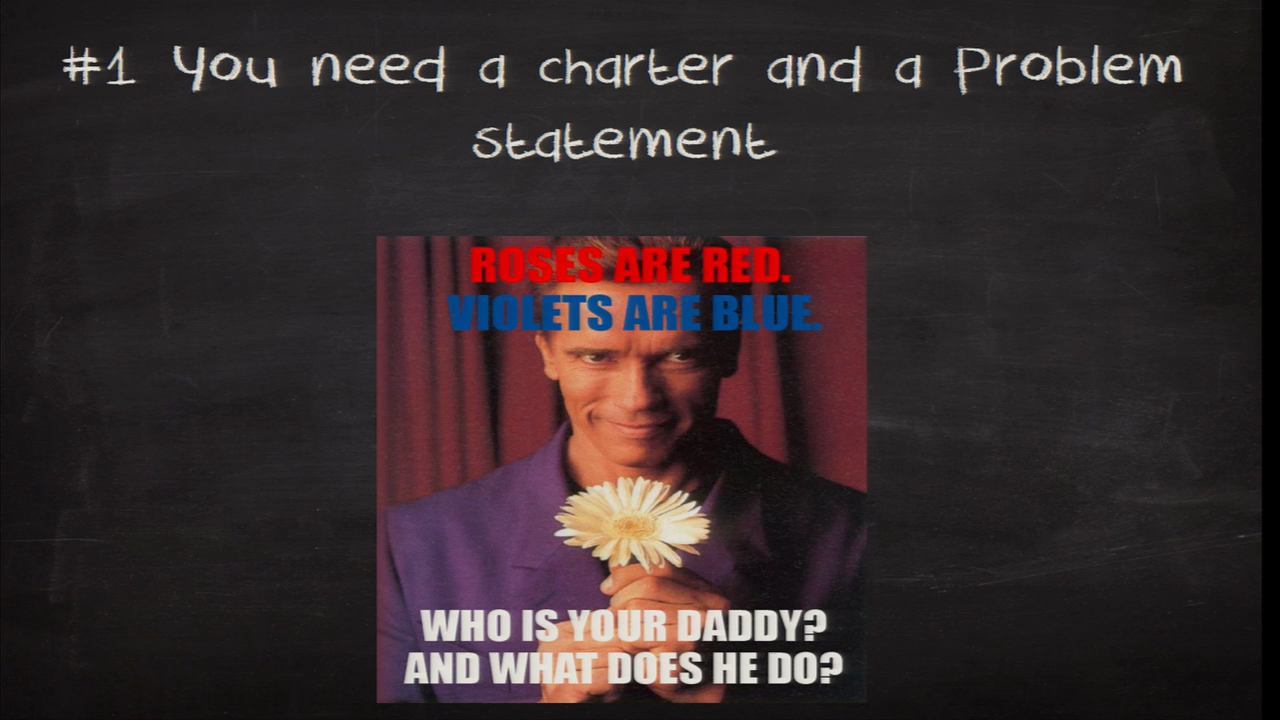 #1 You need a charter and a Problem
statement
ROSES ARE RED.
VIOLETS ARE BLUE.
WHO IS YOUR DADDY?
AND WHAT DOES HE DO?